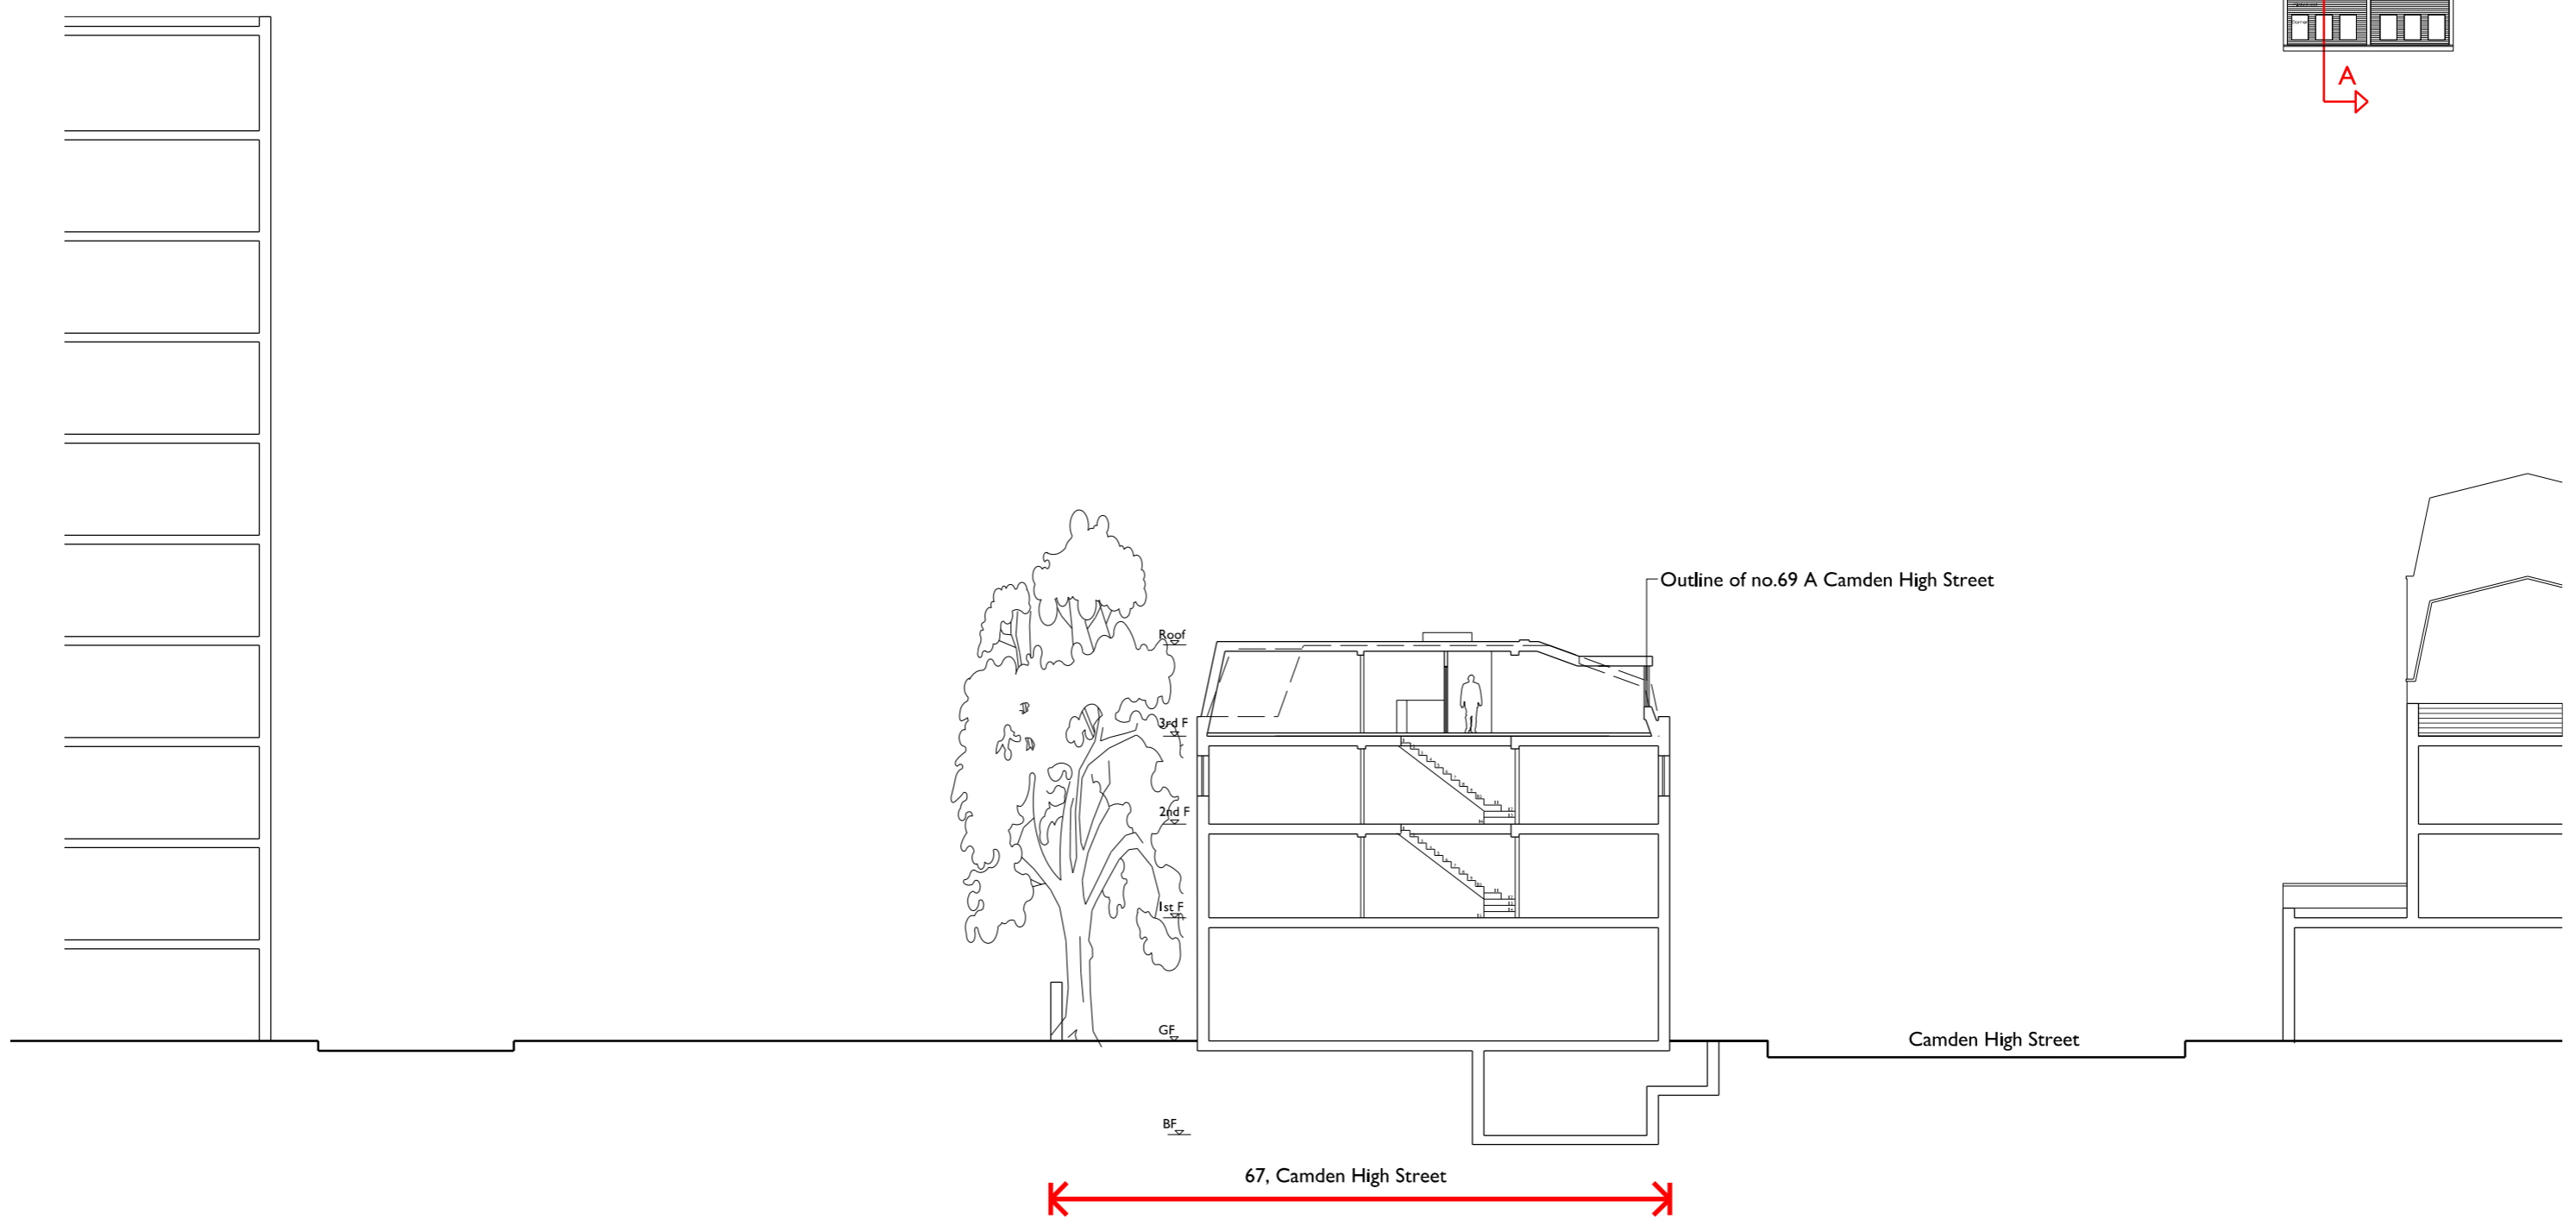 A
Outline of no.69 A Camden High Street
Roof
3rd F
2nd F
1st F
GF
Camden High Street
BF
67, Camden High Street